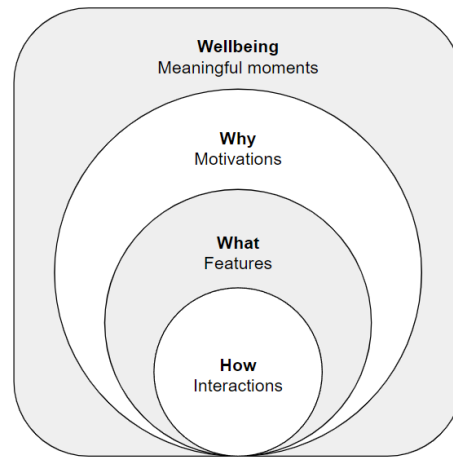 Wellbeing
Meaningful moments
Why
Motivations
What
Features
How
Interactions